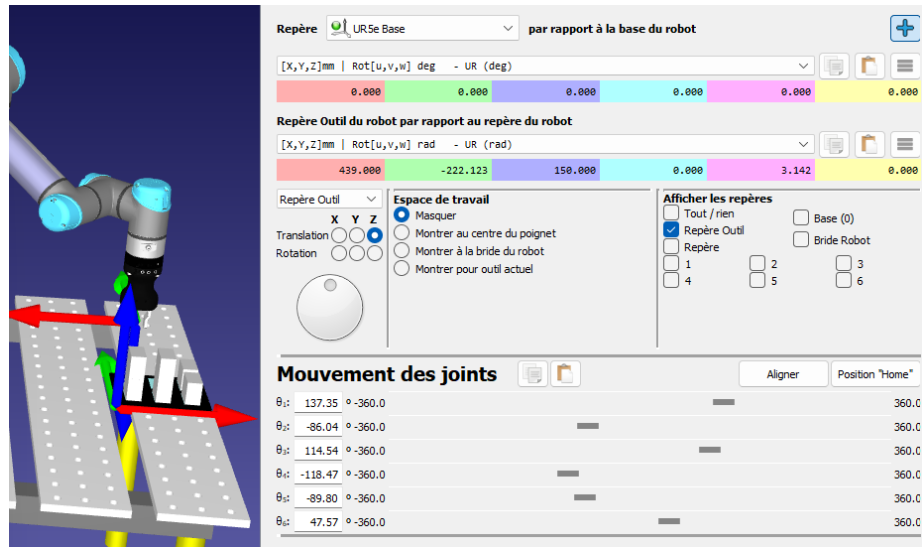 Repère UR5e Base par rapport à la base du robot
[X,Y,Z]mm | Rot[u,v,w] deg - UR (deg)
0.000 0.000 0.000 0.000 0.000 0.000
Repère Outil du robot par rapport au repère du robot
[X,Y,Z]mm | Rot[u,v,w] rad - UR (rad)
439.000 -222.123 150.000 0.000 3.142 0.000
Repère Outil
X Y Z
Translation
Rotation
Espace de travail
Masquer
Montrer au centre du poignet
Montrer à la bride du robot
Montrer pour outil actuel
Afficher les repères
Tout / rien
Base (0)
Repère Outil
Bride Robot
Repère
1 2 3
4 5 6
Mouvement des joints Aligner Position "Home"
θ₁: 137.35 º -360.0 360.0
θ₂: -86.04 º -360.0 360.0
θ₃: 114.54 º -360.0 360.0
θ₄: -118.47 º -360.0 360.0
θ₅: -89.80 º -360.0 360.0
θ₆: 47.57 º -360.0 360.0